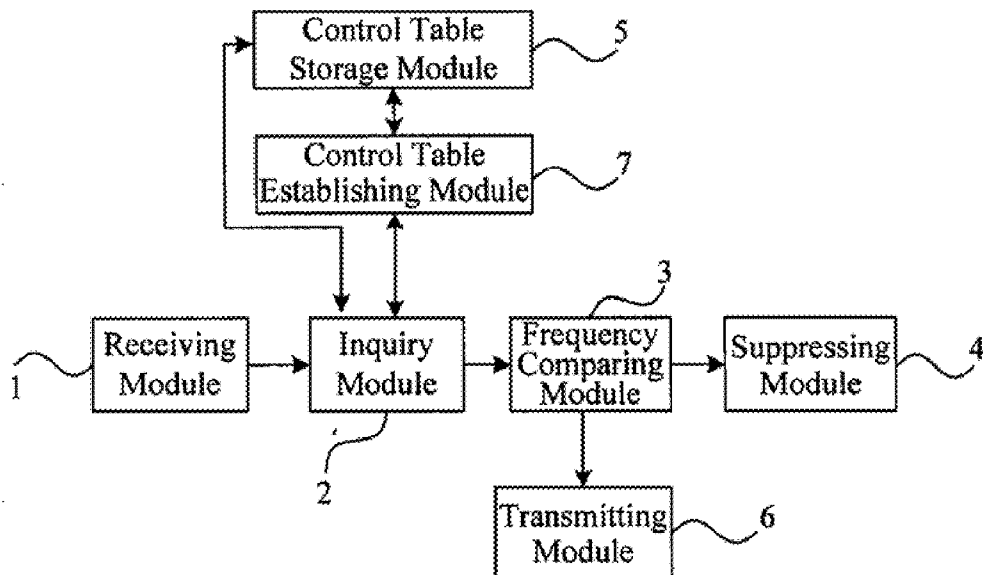 Control Table
Storage Module
5
Control Table
Establishing Module
7
3
Receiving
Module
1
Inquiry
Module
2
Frequency
Comparing
Module
Suppressing
Module
4
Transmitting
Module
6